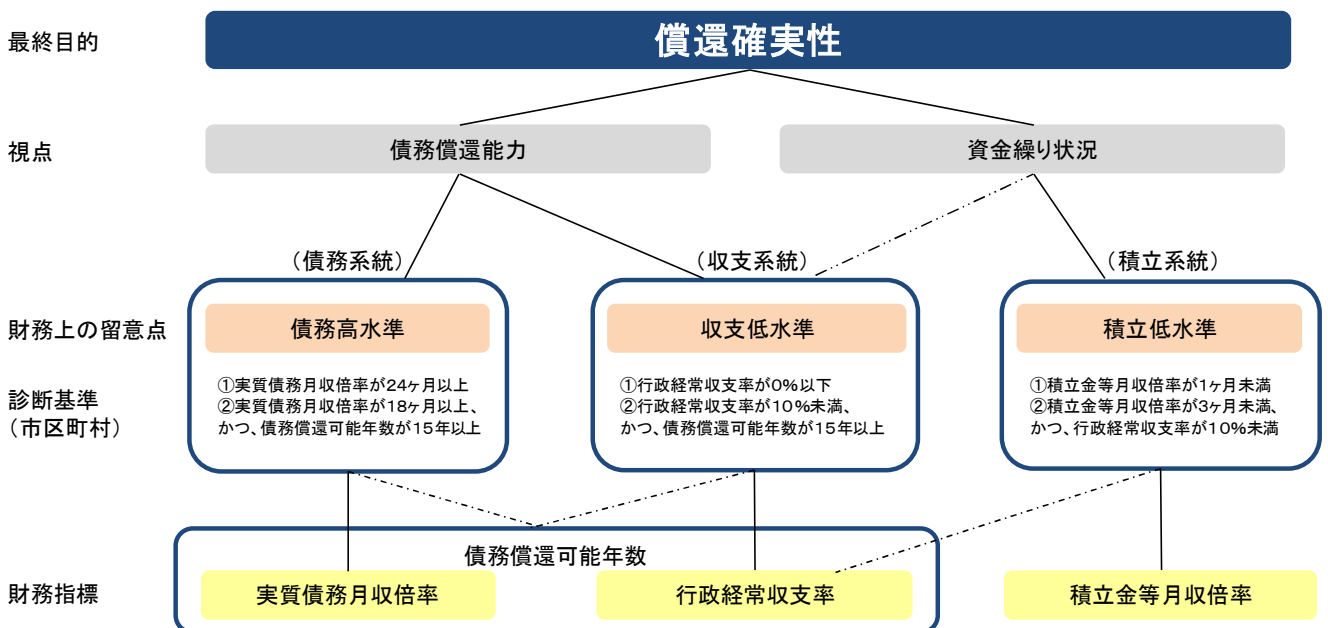 最終目的
償還確実性
視点
債務償還能力
資金繰り状況
（債務系統）
（収支系統）
（積立系統）
財務上の留意点
債務高水準
収支低水準
積立低水準
診断基準
（市区町村）
①実質債務月収倍率が24ヶ月以上
②実質債務月収倍率が18ヶ月以上、
かつ、債務償還可能年数が15年以上
①行政経常収支率が0%以下
②行政経常収支率が10%未満、
かつ、債務償還可能年数が15年以上
①積立金等月収倍率が1ヶ月未満
②積立金等月収倍率が3ヶ月未満、
かつ、行政経常収支率が10%未満
債務償還可能年数
財務指標
実質債務月収倍率
行政経常収支率
積立金等月収倍率